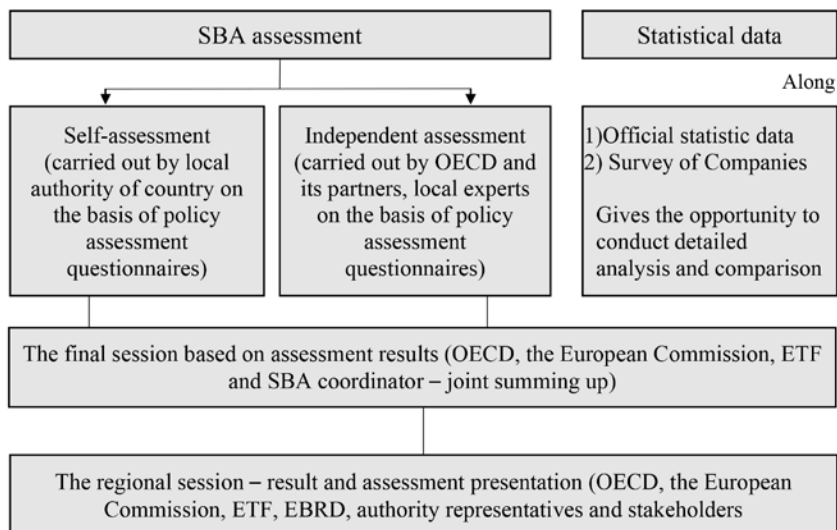 SBA assessment
Statistical data
Along
Self-assessment
(carried out by local
authority of country on
the basis of policy
assessment
questionnaires)
Independent assessment
(carried out by OECD and
its partners, local experts
on the basis of policy
assessment
questionnaires)
1)Official statistic data
2) Survey of Companies
Gives the opportunity to
conduct detailed
analysis and comparison
The final session based on assessment results (OECD, the European Commission, ETF
and SBA coordinator – joint summing up)
The regional session – result and assessment presentation (OECD, the European
Commission, ETF, EBRD, authority representatives and stakeholders